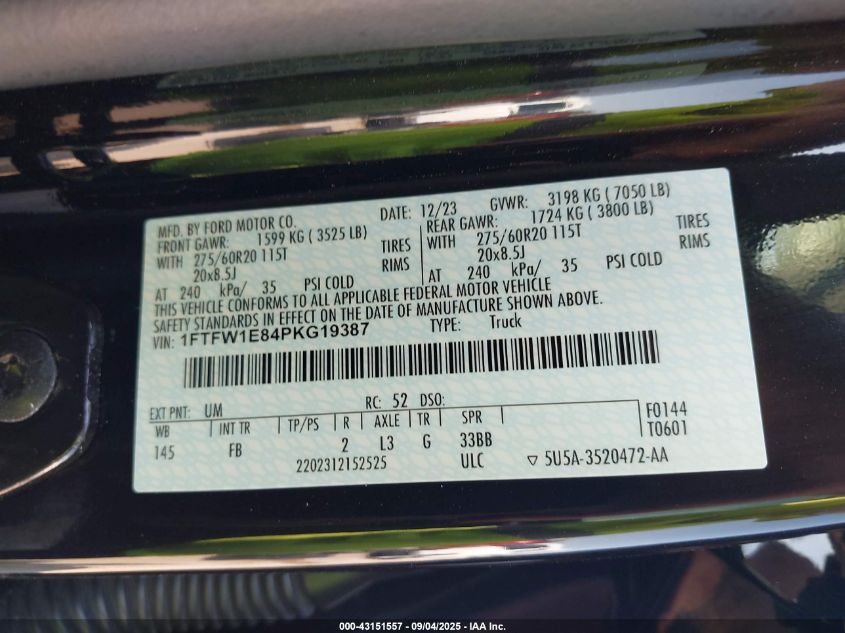 MFD. BY FORD MOTOR CO.
DATE: 12/23 GVWR: 3198 KG ( 7050 LB)
FRONT GAWR: 1599 KG ( 3525 LB)
REAR GAWR: 1724 KG ( 3800 LB)
WITH 275/60R20 115T TIRES
WITH 275/60R20 115T TIRES
20x8.5J RIMS
20x8.5J RIMS
AT 240 kPa/ 35 PSI COLD
AT 240 kPa/ 35 PSI COLD
THIS VEHICLE CONFORMS TO ALL APPLICABLE FEDERAL MOTOR VEHICLE
SAFETY STANDARDS IN EFFECT ON THE DATE OF MANUFACTURE SHOWN ABOVE.
VIN: 1FTFW1E84PKG19387 TYPE: Truck
EXT PNT: UM RC: 52 DSO:
WB INT TR TP/PS R AXLE TR SPR F0144
145 FB 2 L3 G 33BB T0601
2202312152525 ULC ▽ 5U5A-3520472-AA
000-43151557 - 09/04/2025 - IAA Inc.